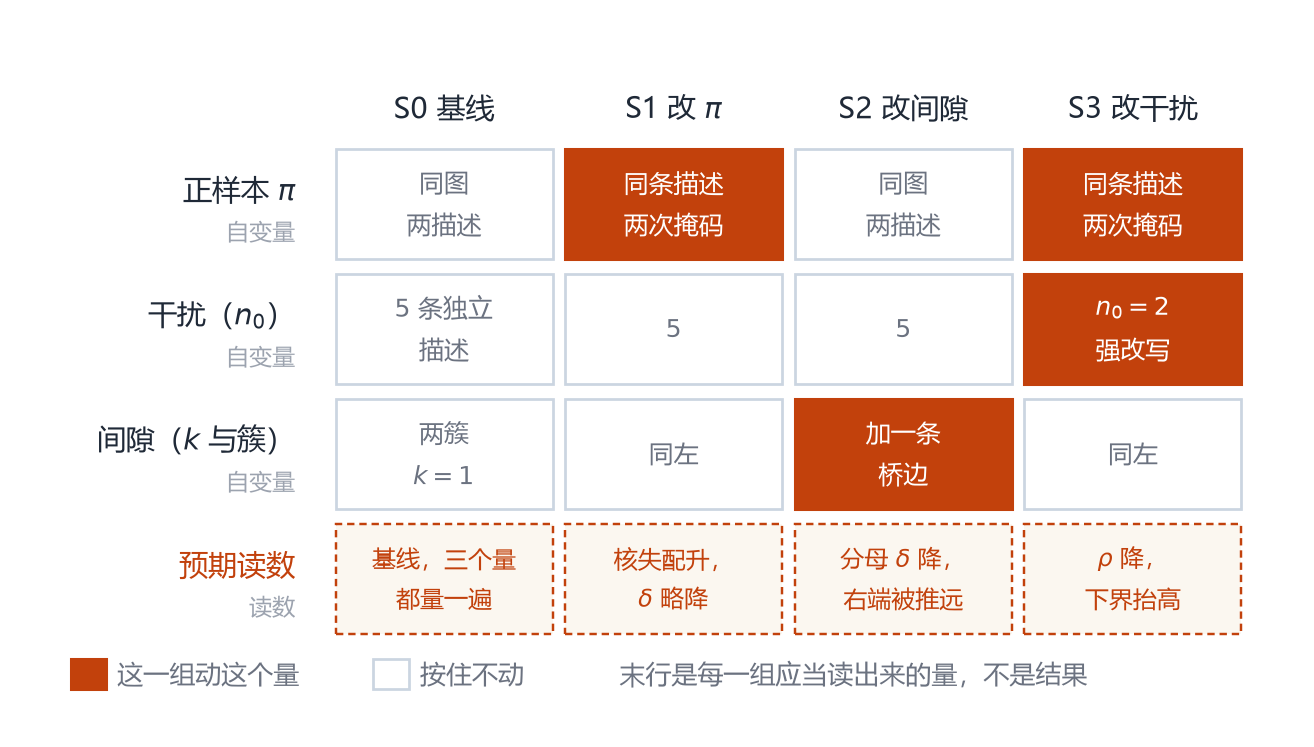 S0 基线 S1 改 π S2 改间隙 S3 改干扰
正样本 π
自变量
同图
两描述
同条描述
两次掩码
同图
两描述
同条描述
两次掩码
干扰（n₀）
自变量
5 条独立
描述
5
5
n₀ = 2
强改写
间隙（k 与簇）
自变量
两簇
k = 1
同左
加一条
桥边
同左
预期读数
读数
基线，三个量
都量一遍
核失配升，
δ 略降
分母 δ 降，
右端被推远
ρ 降，
下界抬高
这一组动这个量 按住不动 末行是每一组应当读出来的量，不是结果